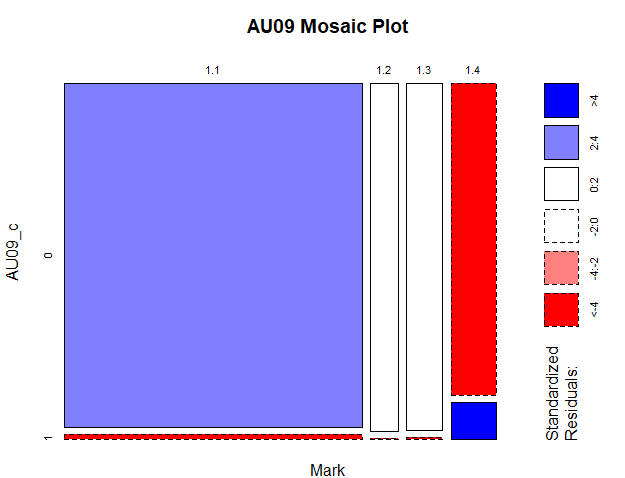 AU09 Mosaic Plot
1.1 1.2 1.3 1.4
AU09_c
0
1
Mark
Standardized
Residuals:
<-4
-4:-2
-2:0
0:2
2:4
>4